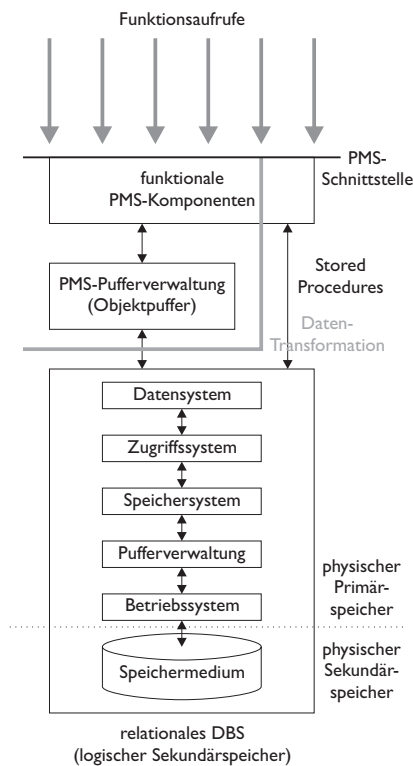 Funktionsaufrufe
PMS-
Schnittstelle
funktionale
PMS-Komponenten
PMS-Pufferverwaltung
(Objektpuffer)
Stored
Procedures
Daten-
Transformation
Datensystem
Zugriffssystem
Speichersystem
Pufferverwaltung
Betriebssystem
physischer
Primär-
speicher
Speichermedium
physischer
Sekundär-
speicher
relationales DBS
(logischer Sekundärspeicher)